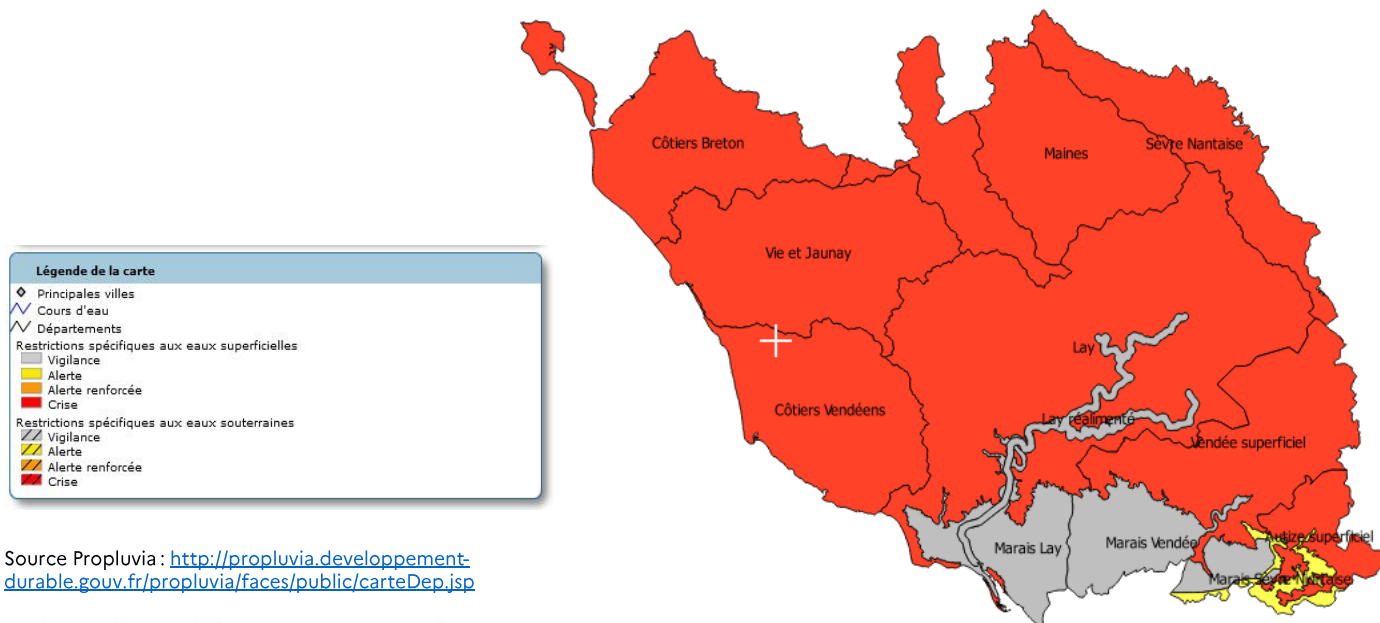 Côtiers Breton
Maines
Sèvre Nantaise
Vie et Jaunay
Lay
Côtiers Vendéens
Lay réalimenté
Vendée superficiel
Marais Lay
Marais Vendée
Autize superficiel
Marais Sèvre Niortaise
Légende de la carte
Principales villes
Cours d'eau
Départements
Restrictions spécifiques aux eaux superficielles
Vigilance
Alerte
Alerte renforcée
Crise
Restrictions spécifiques aux eaux souterraines
Vigilance
Alerte
Alerte renforcée
Crise
Source Propluvia : http://propluvia.developpement-
durable.gouv.fr/propluvia/faces/public/carteDep.jsp